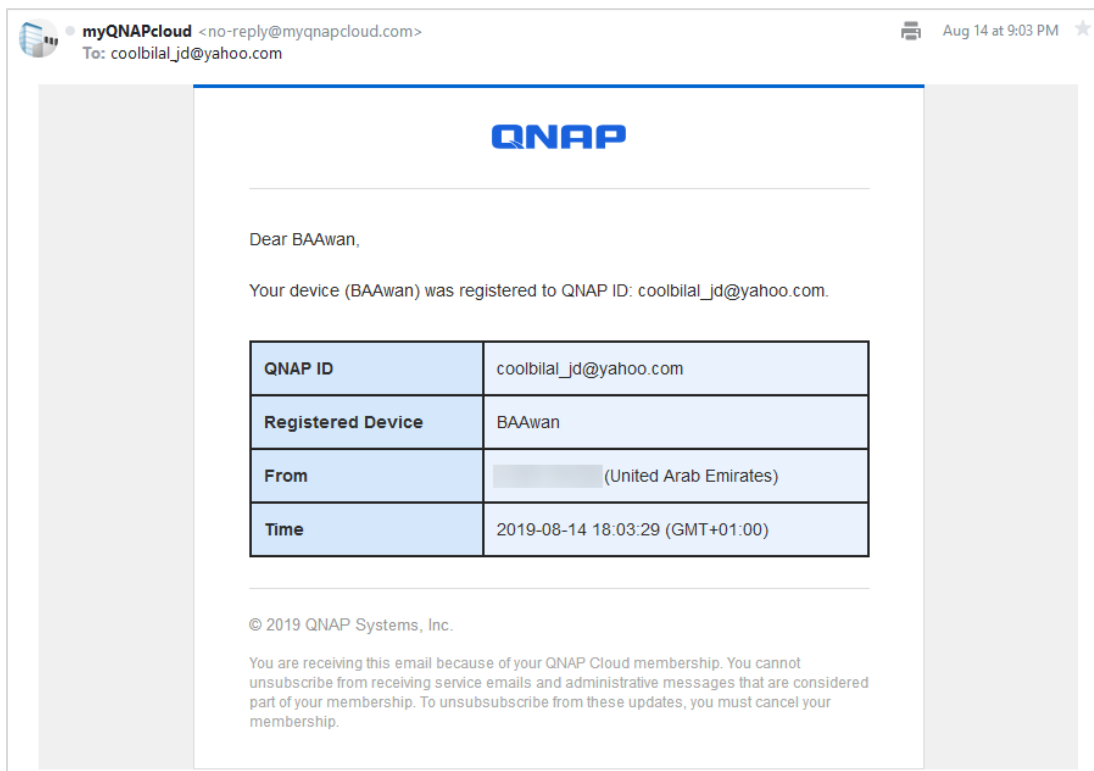 myQNAPcloud <no-reply@myqnapcloud.com> Aug 14 at 9:03 PM
To: coolbilal_jd@yahoo.com
QNAP
Dear BAAwan,
Your device (BAAwan) was registered to QNAP ID: coolbilal_jd@yahoo.com.
QNAP ID coolbilal_jd@yahoo.com
Registered Device BAAwan
From (United Arab Emirates)
Time 2019-08-14 18:03:29 (GMT+01:00)
© 2019 QNAP Systems, Inc.
You are receiving this email because of your QNAP Cloud membership. You cannot
unsubscribe from receiving service emails and administrative messages that are considered
part of your membership. To unsubsubscribe from these updates, you must cancel your
membership.